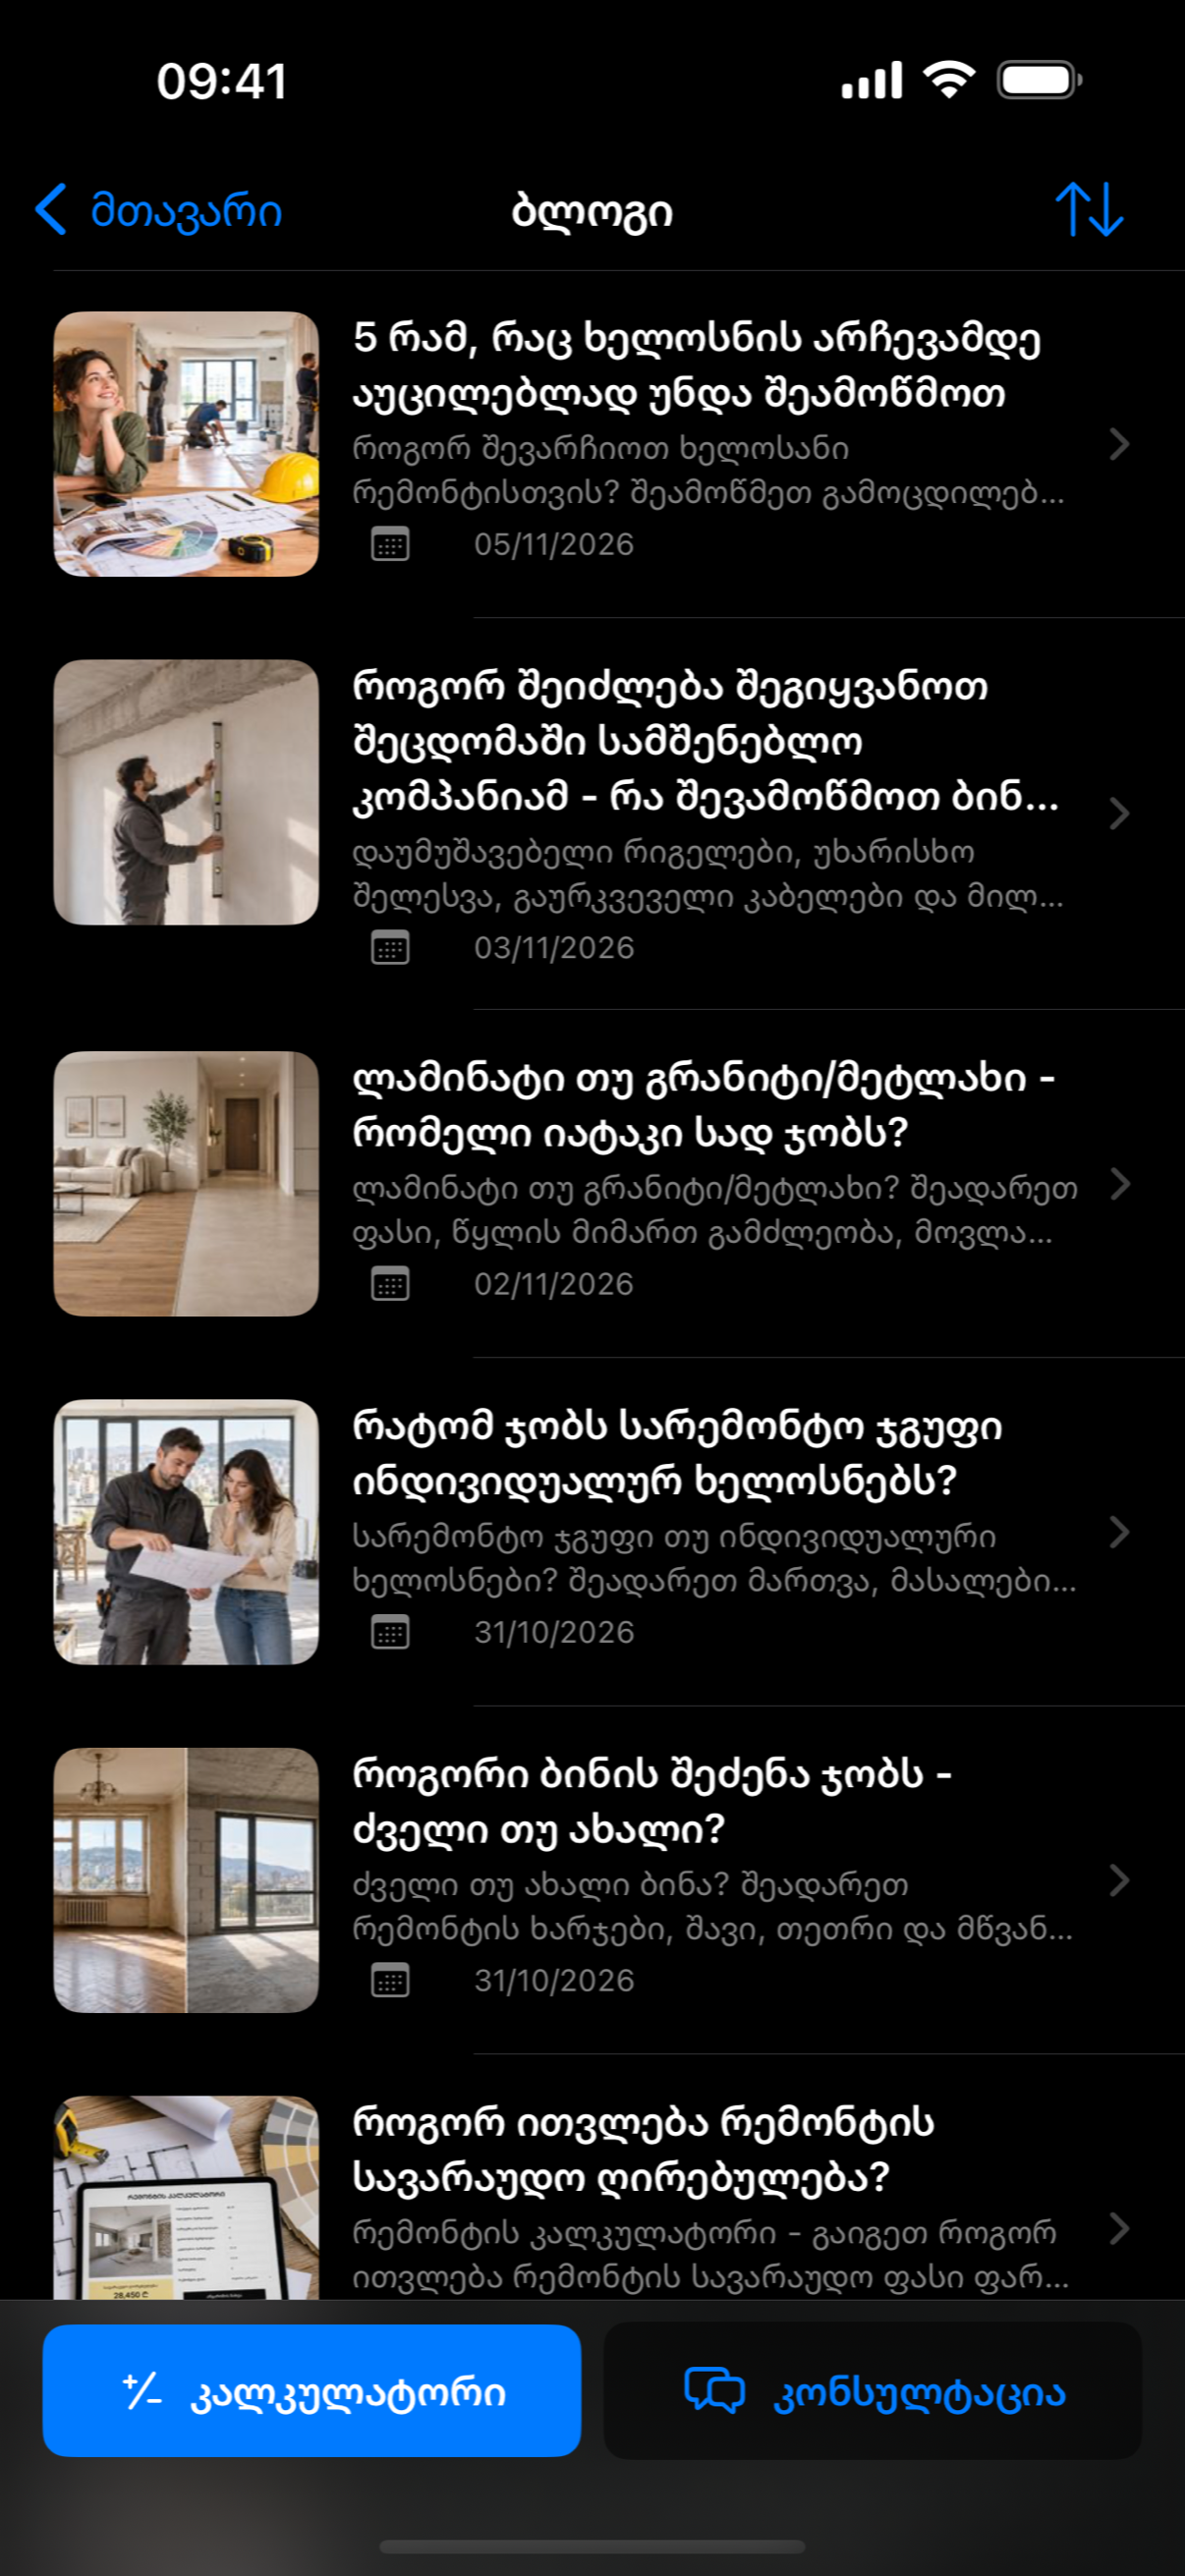 09:41
მთავარი
ბლოგი
5 რამ, რაც ხელოსნის არჩევამდე
აუცილებლად უნდა შეამოწმოთ
როგორ შევარჩიოთ ხელოსანი
რემონტისთვის? შეამოწმეთ გამოცდილებ...
05/11/2026
როგორ შეიძლება შეგიყვანოთ
შეცდომაში სამშენებლო
კომპანიამ - რა შევამოწმოთ ბინ...
დაუმუშავებელი რიგელები, უხარისხო
შელესვა, გაურკვეველი კაბელები და მილ...
03/11/2026
ლამინატი თუ გრანიტი/მეტლახი -
რომელი იატაკი სად ჯობს?
ლამინატი თუ გრანიტი/მეტლახი? შეადარეთ
ფასი, წყლის მიმართ გამძლეობა, მოვლა...
02/11/2026
რატომ ჯობს სარემონტო ჯგუფი
ინდივიდუალურ ხელოსნებს?
სარემონტო ჯგუფი თუ ინდივიდუალური
ხელოსნები? შეადარეთ მართვა, მასალები...
31/10/2026
როგორი ბინის შეძენა ჯობს -
ძველი თუ ახალი?
ძველი თუ ახალი ბინა? შეადარეთ
რემონტის ხარჯები, შავი, თეთრი და მწვან...
31/10/2026
როგორ ითვლება რემონტის
სავარაუდო ღირებულება?
რემონტის კალკულატორი - გაიგეთ როგორ
ითვლება რემონტის სავარაუდო ფასი ფარ...
რემონტის კალკულატორი
28,450 ₾
კალკულატორი
კონსულტაცია